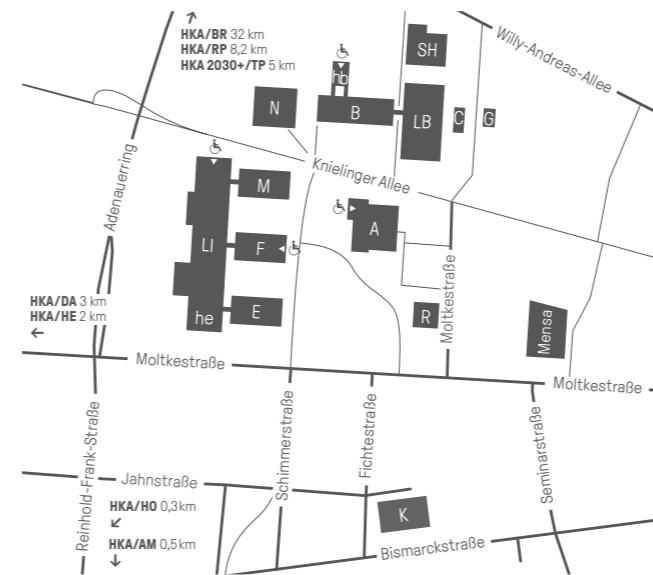 HKA/BR 32 km
HKA/RP 8,2 km
HKA 2030+/TP 5 km
Willy-Andreas-Allee
SH
hb
N
B
LB
C
G
Knielinger Allee
Adenauerring
M
A
LI
F
HKA/DA 3 km
HKA/HE 2 km
he
E
R
Moltkestraße
Mensa
Moltkestraße
Moltkestraße
Reinhold-Frank-Straße
Schimmerstraße
Fichtestraße
Seminarstraße
Jahnstraße
HKA/HO 0,3km
K
HKA/AM 0,5km
Bismarckstraße